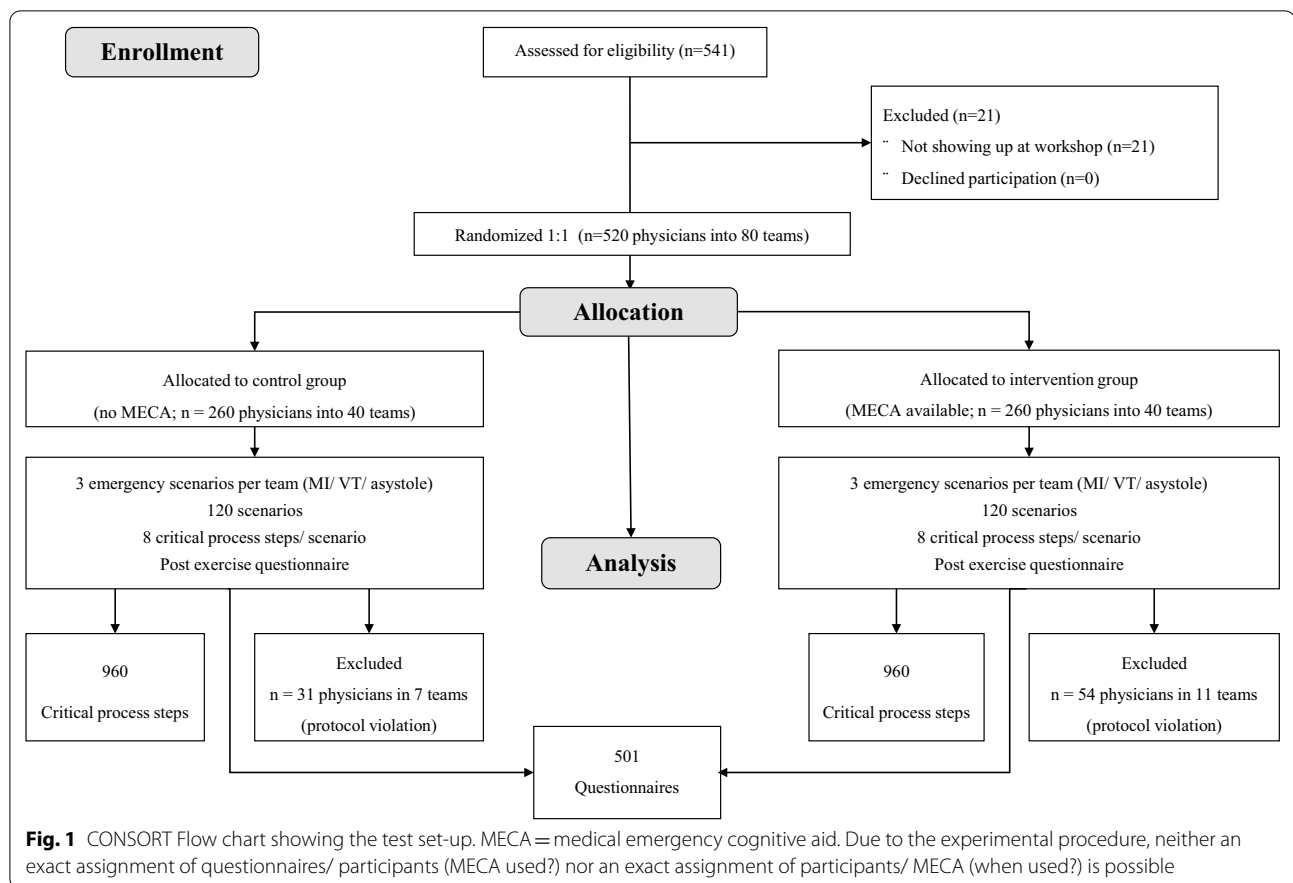 Enrollment
Assessed for eligibility (n=541)
Excluded (n=21)
¨ Not showing up at workshop (n=21)
¨ Declined participation (n=0)
Randomized 1:1 (n=520 physicians into 80 teams)
Allocation
Allocated to control group
(no MECA; n = 260 physicians into 40 teams)
Allocated to intervention group
(MECA available; n = 260 physicians into 40 teams)
3 emergency scenarios per team (MI/ VT/ asystole)
120 scenarios
8 critical process steps/ scenario
Post exercise questionnaire
3 emergency scenarios per team (MI/ VT/ asystole)
120 scenarios
8 critical process steps/ scenario
Post exercise questionnaire
Analysis
960
Critical process steps
Excluded
n = 31 physicians in 7 teams
(protocol violation)
960
Critical process steps
Excluded
n = 54 physicians in 11 teams
(protocol violation)
501
Questionnaires
Fig. 1 CONSORT Flow chart showing the test set-up. MECA = medical emergency cognitive aid. Due to the experimental procedure, neither an
exact assignment of questionnaires/ participants (MECA used?) nor an exact assignment of participants/ MECA (when used?) is possible